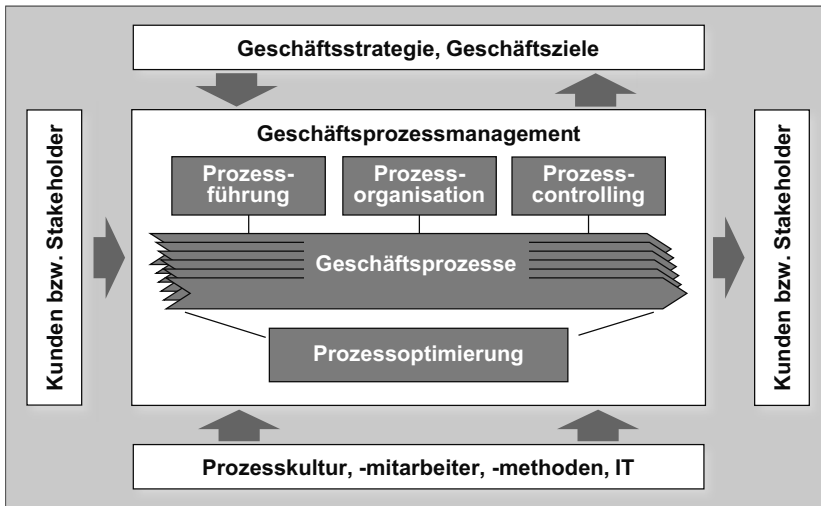 Geschäftsstrategie, Geschäftsziele
Kunden bzw. Stakeholder
Geschäftsprozessmanagement
Prozess-
führung
Prozess-
organisation
Prozess-
controlling
Geschäftsprozesse
Prozessoptimierung
Kunden bzw. Stakeholder
Prozesskultur, -mitarbeiter, -methoden, IT